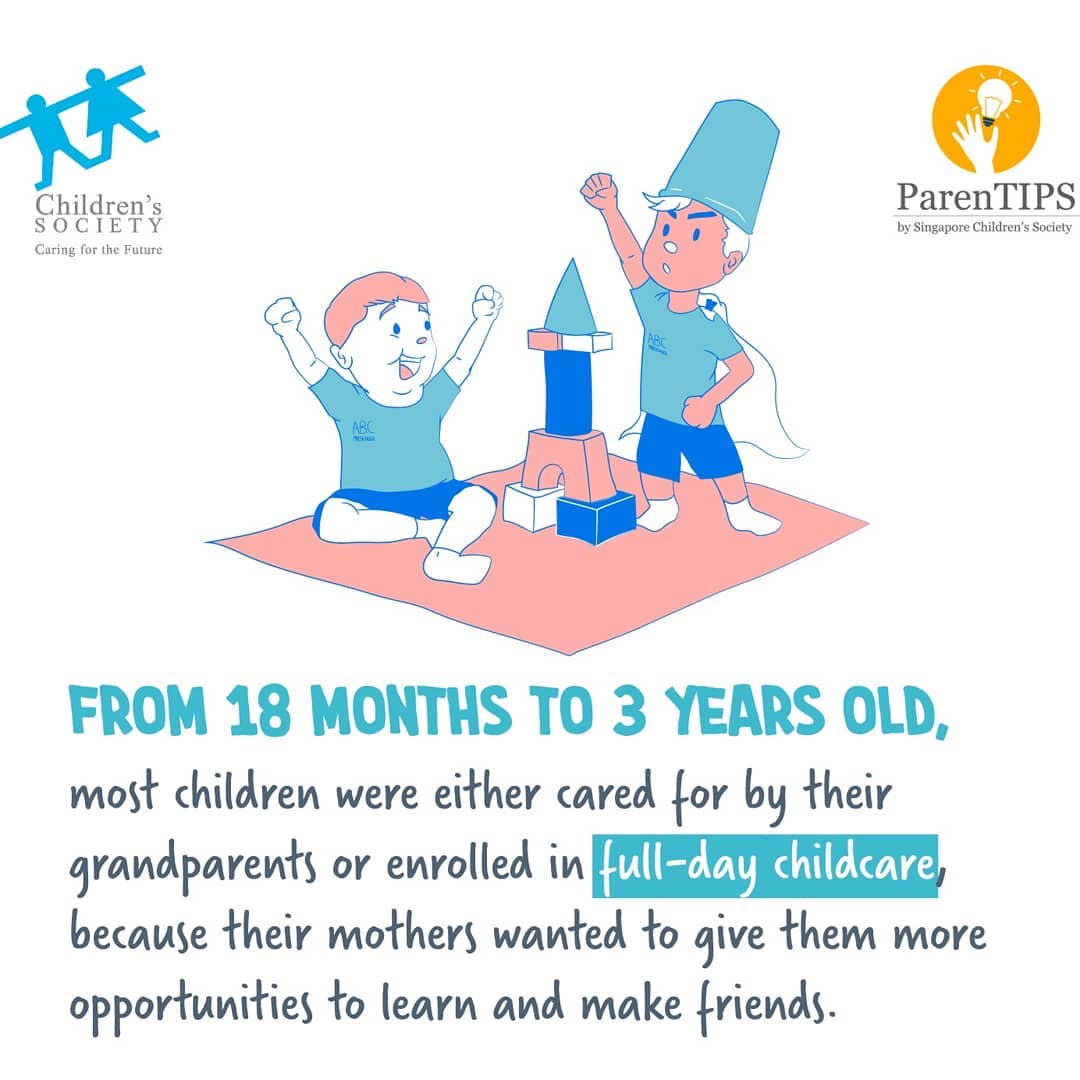 Children's
SOCIETY
Caring for the Future
ParenTIPS
by Singapore Children's Society
ABC
PRESCHOOL
ABC
PRESCHOOL
FROM 18 MONTHS TO 3 YEARS OLD,
most children were either cared for by their
grandparents or enrolled in full-day childcare,
because their mothers wanted to give them more
opportunities to learn and make friends.